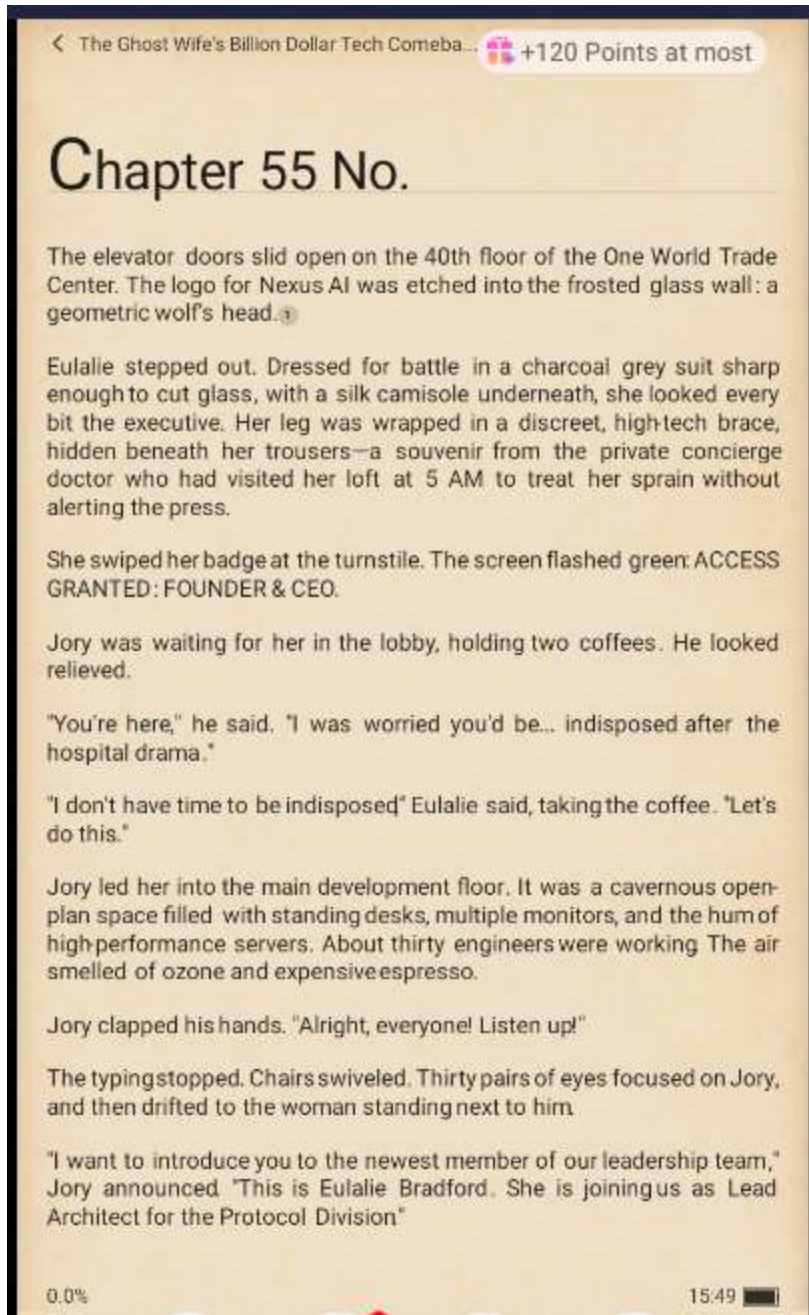 The Ghost Wife's Billion Dollar Tech Comeba...
+120 Points at most
Chapter 55 No.
The elevator doors slid open on the 40th floor of the One World Trade
Center. The logo for Nexus AI was etched into the frosted glass wall: a
geometric wolf's head. 1
Eulalie stepped out. Dressed for battle in a charcoal grey suit sharp
enough to cut glass, with a silk camisole underneath, she looked every
bit the executive. Her leg was wrapped in a discreet, high-tech brace,
hidden beneath her trousers—a souvenir from the private concierge
doctor who had visited her loft at 5 AM to treat her sprain without
alerting the press.
She swiped her badge at the turnstile. The screen flashed green: ACCESS
GRANTED: FOUNDER & CEO.
Jory was waiting for her in the lobby, holding two coffees. He looked
relieved.
"You're here," he said. "I was worried you'd be... indisposed after the
hospital drama."
"I don't have time to be indisposed," Eulalie said, taking the coffee. "Let's
do this."
Jory led her into the main development floor. It was a cavernous open-
plan space filled with standing desks, multiple monitors, and the hum of
high-performance servers. About thirty engineers were working. The air
smelled of ozone and expensive espresso.
Jory clapped his hands. "Alright, everyone! Listen up!"
The typing stopped. Chairs swiveled. Thirty pairs of eyes focused on Jory,
and then drifted to the woman standing next to him.
"I want to introduce you to the newest member of our leadership team,"
Jory announced. "This is Eulalie Bradford. She is joining us as Lead
Architect for the Protocol Division."
0.0%
15:49